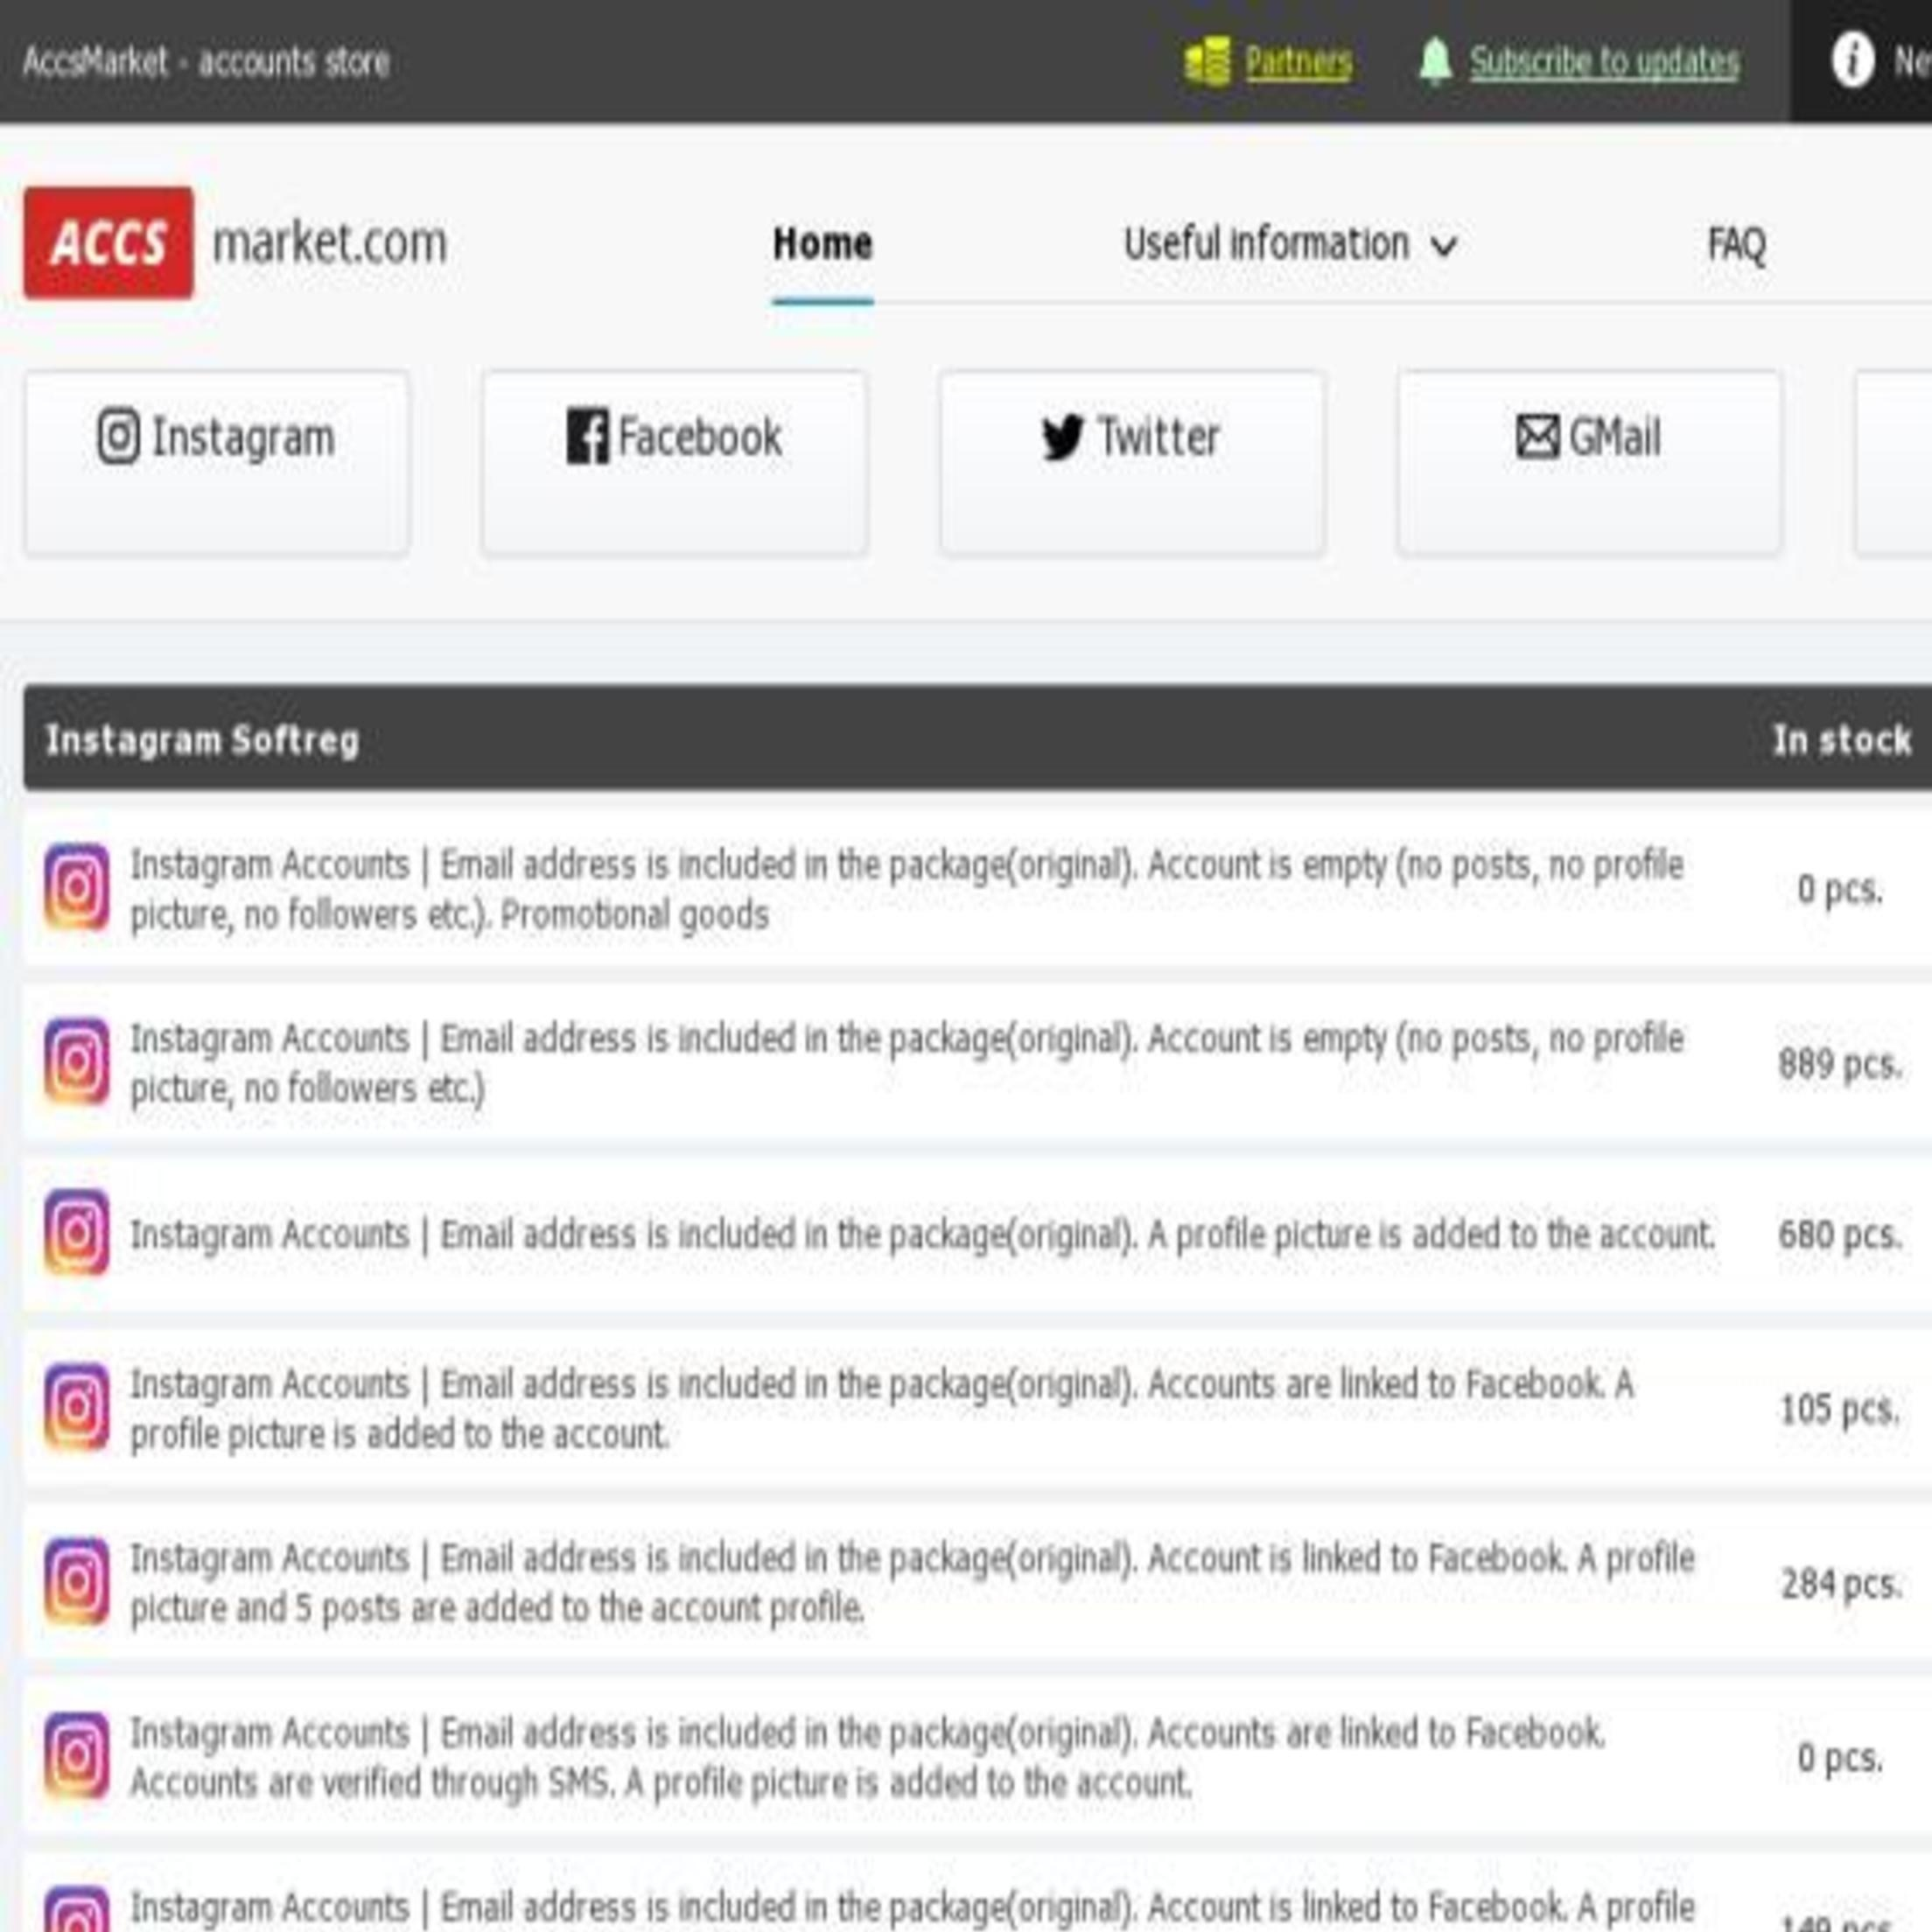 AccsMarket - accounts store
Partners
Subscribe to updates
ACCS market.com
Home
Useful information
FAQ
Instagram
Facebook
Twitter
GMail
Instagram Softreg
In stock
Instagram Accounts | Email address is included in the package(original). Account is empty (no posts, no profile
picture, no followers etc.). Promotional goods
0 pcs.
Instagram Accounts | Email address is included in the package(original). Account is empty (no posts, no profile
picture, no followers etc.)
889 pcs.
Instagram Accounts | Email address is included in the package(original). A profile picture is added to the account.
680 pcs.
Instagram Accounts | Email address is included in the package(original). Accounts are linked to Facebook. A
profile picture is added to the account.
105 pcs.
Instagram Accounts | Email address is included in the package(original). Account is linked to Facebook. A profile
picture and 5 posts are added to the account profile.
284 pcs.
Instagram Accounts | Email address is included in the package(original). Accounts are linked to Facebook.
Accounts are verified through SMS. A profile picture is added to the account.
0 pcs.
Instagram Accounts | Email address is included in the package(original). Account is linked to Facebook. A profile